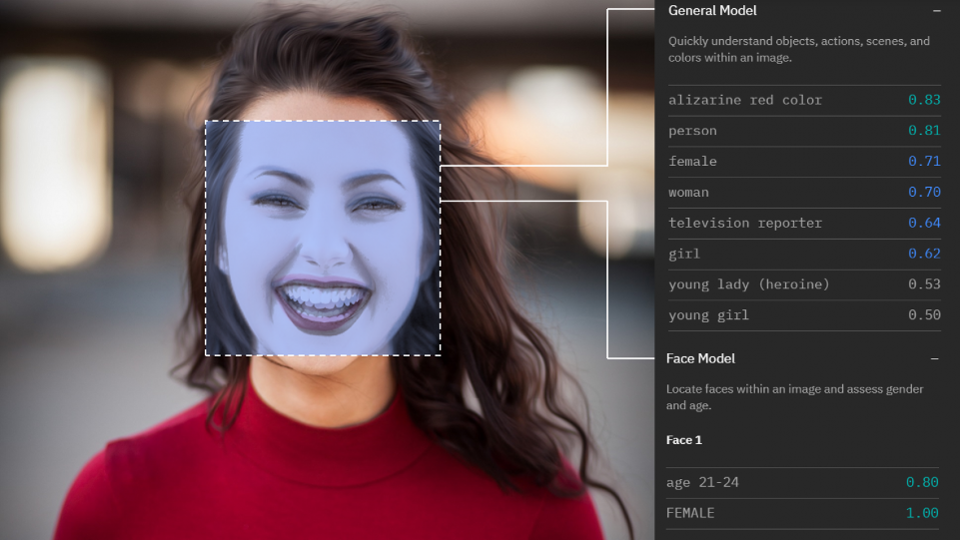 General Model –
Quickly understand objects, actions, scenes, and
colors within an image.
alizarine red color 0.83
person 0.81
female 0.71
woman 0.70
television reporter 0.64
girl 0.62
young lady (heroine) 0.53
young girl 0.50
Face Model –
Locate faces within an image and assess gender
and age.
Face 1
age 21-24 0.80
FEMALE 1.00